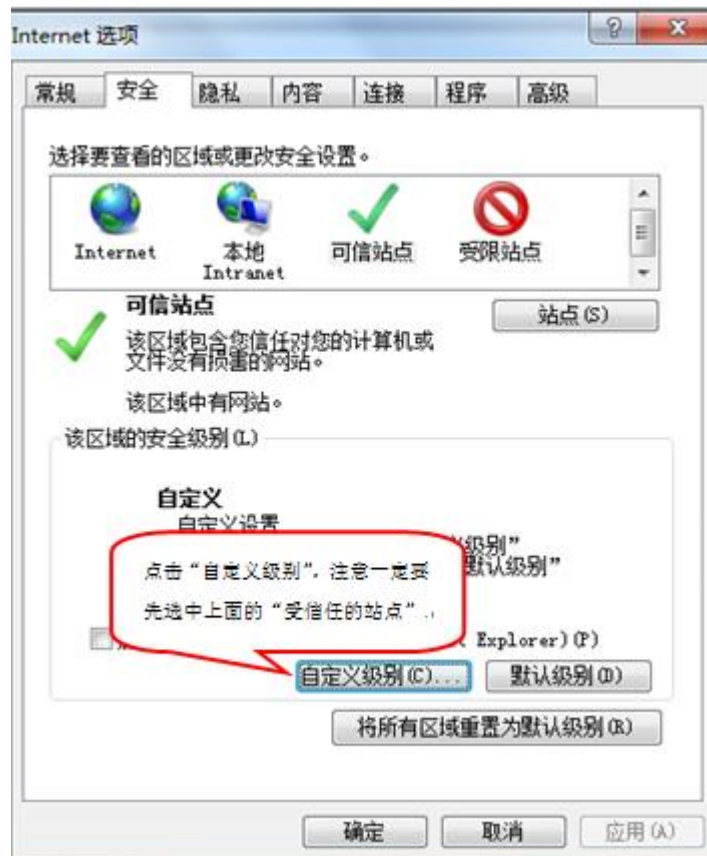 Internet 选项
常规 安全 隐私 内容 连接 程序 高级
选择要查看的区域或更改安全设置。
Internet 本地 Intranet 可信站点 受限站点
可信站点
站点(S)
该区域包含您信任对您的计算机或
文件没有损害的网站。
该区域中有网站。
该区域的安全级别(L)
自定义
自定义设置
级别”
默认级别”
点击“自定义级别”，注意一定要
先选中上面的“受信任的站点”.
Explorer)(P)
自定义级别(C)... 默认级别(D)
将所有区域重置为默认级别(R)
确定 取消 应用(A)